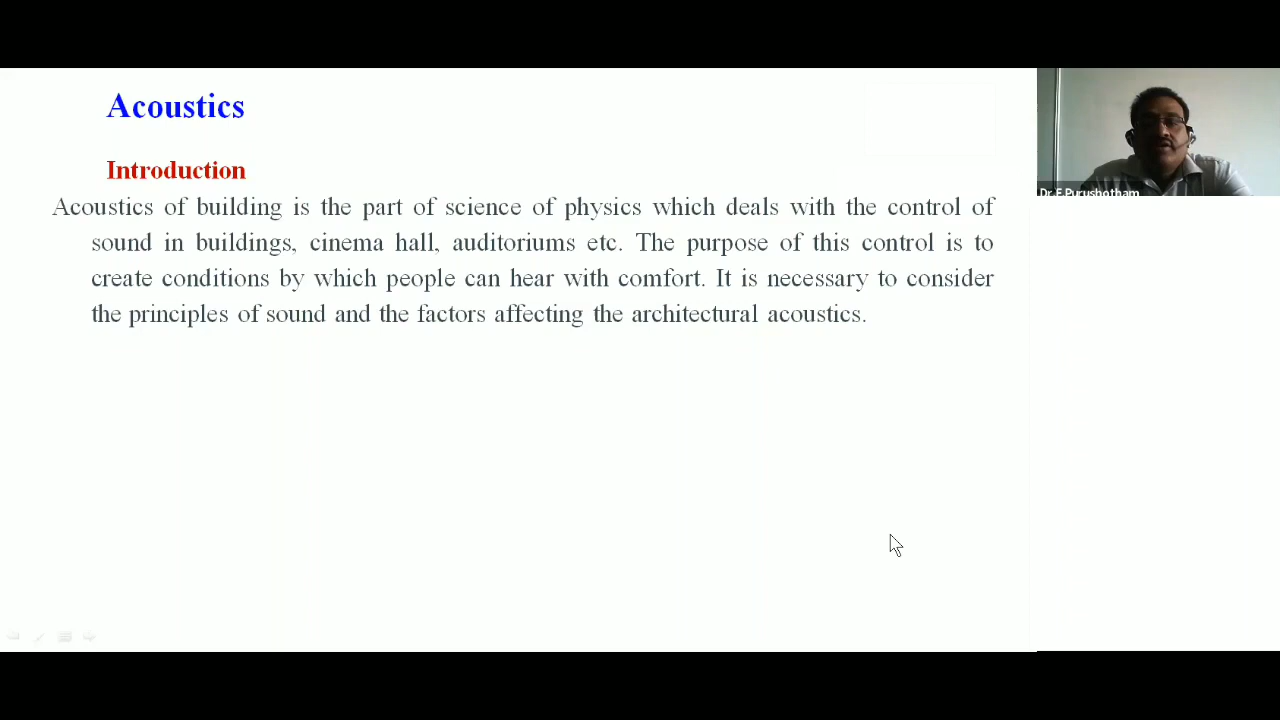 Acoustics
Introduction
Acoustics of building is the part of science of physics which deals with the control of
sound in buildings, cinema hall, auditoriums etc. The purpose of this control is to
create conditions by which people can hear with comfort. It is necessary to consider
the principles of sound and the factors affecting the architectural acoustics.
Dr E Purushotham